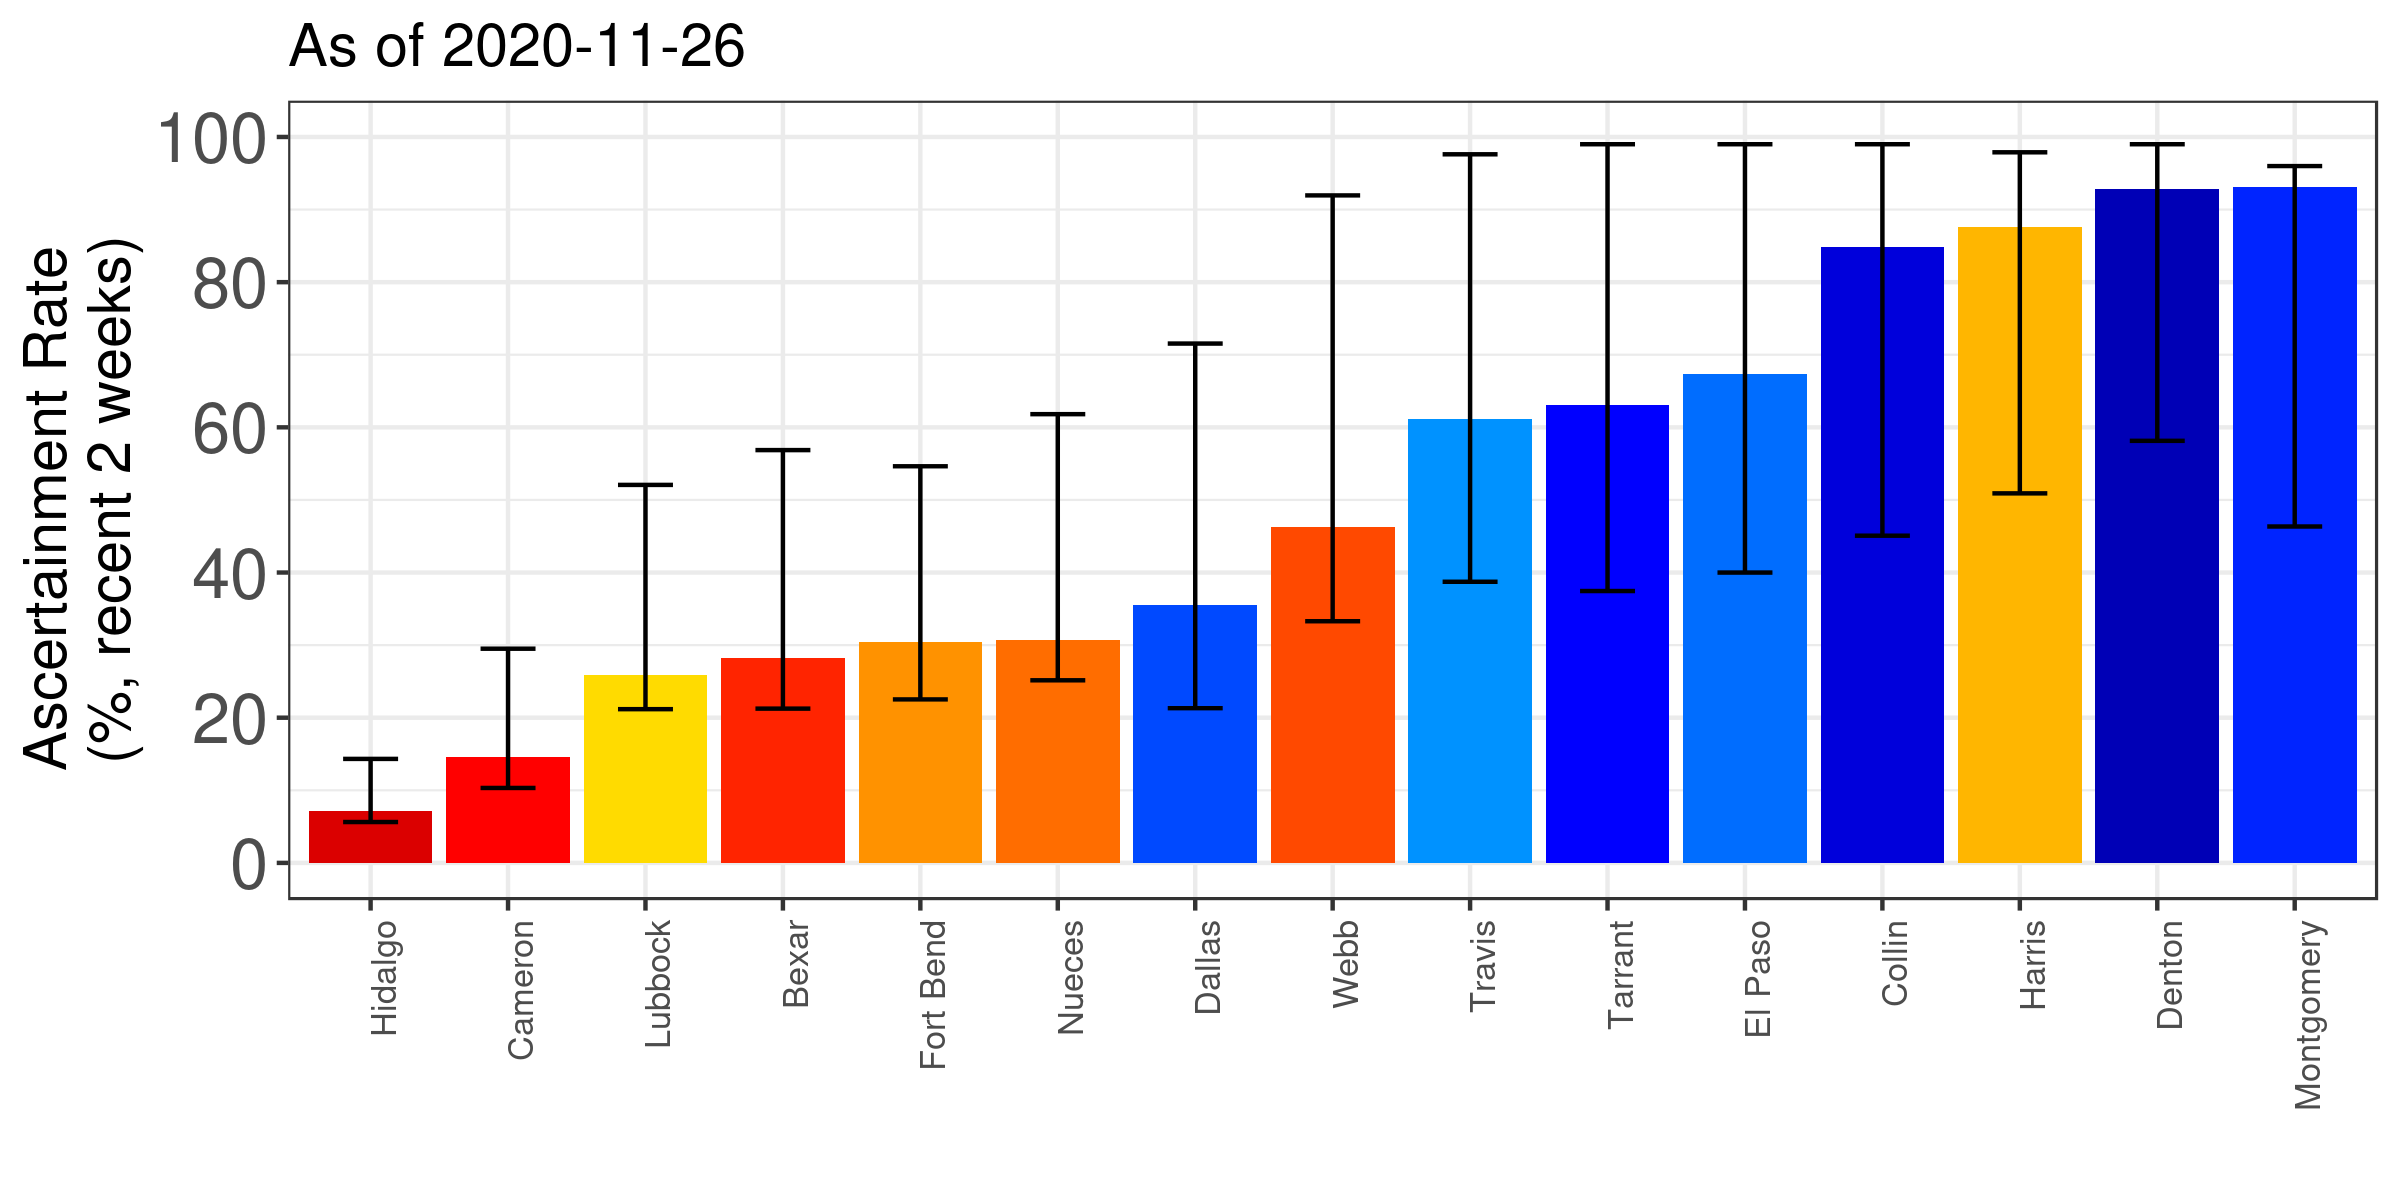 As of 2020-11-26
Ascertainment Rate
(%, recent 2 weeks)
100
80
60
40
20
0
Hidalgo
Cameron
Lubbock
Bexar
Fort Bend
Nueces
Dallas
Webb
Travis
Tarrant
El Paso
Collin
Harris
Denton
Montgomery